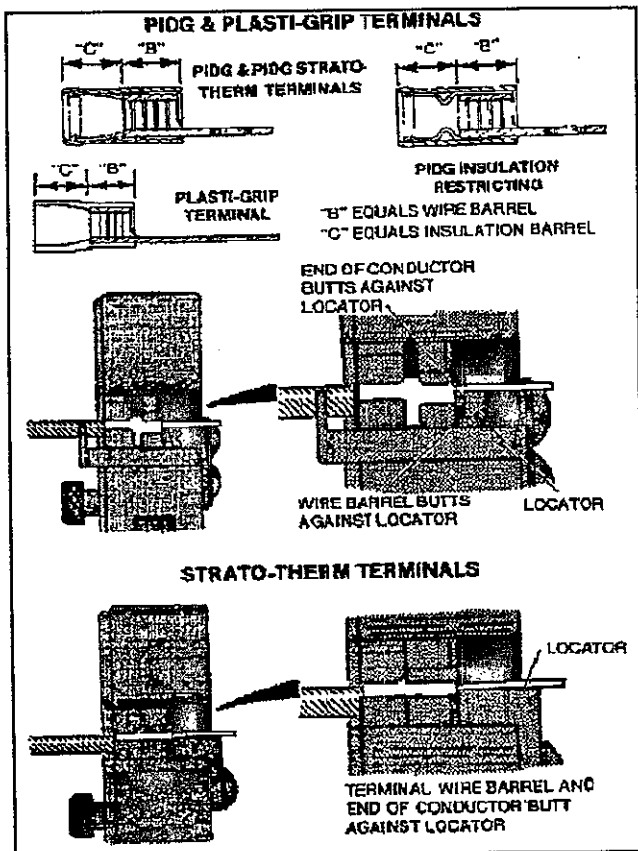 PIDG & PLASTI-GRIP TERMINALS
"C" "B"
PIDG & PIDG STRATO-
THERM TERMINALS
"C" "B"
PIDG INSULATION
RESTRICTING
"C" "B"
PLASTI-GRIP
TERMINAL
"B" EQUALS WIRE BARREL
"C" EQUALS INSULATION BARREL
END OF CONDUCTOR
BUTTS AGAINST
LOCATOR
WIRE BARREL BUTTS
AGAINST LOCATOR
LOCATOR
STRATO-THERM TERMINALS
LOCATOR
TERMINAL WIRE BARREL AND
END OF CONDUCTOR BUTT
AGAINST LOCATOR